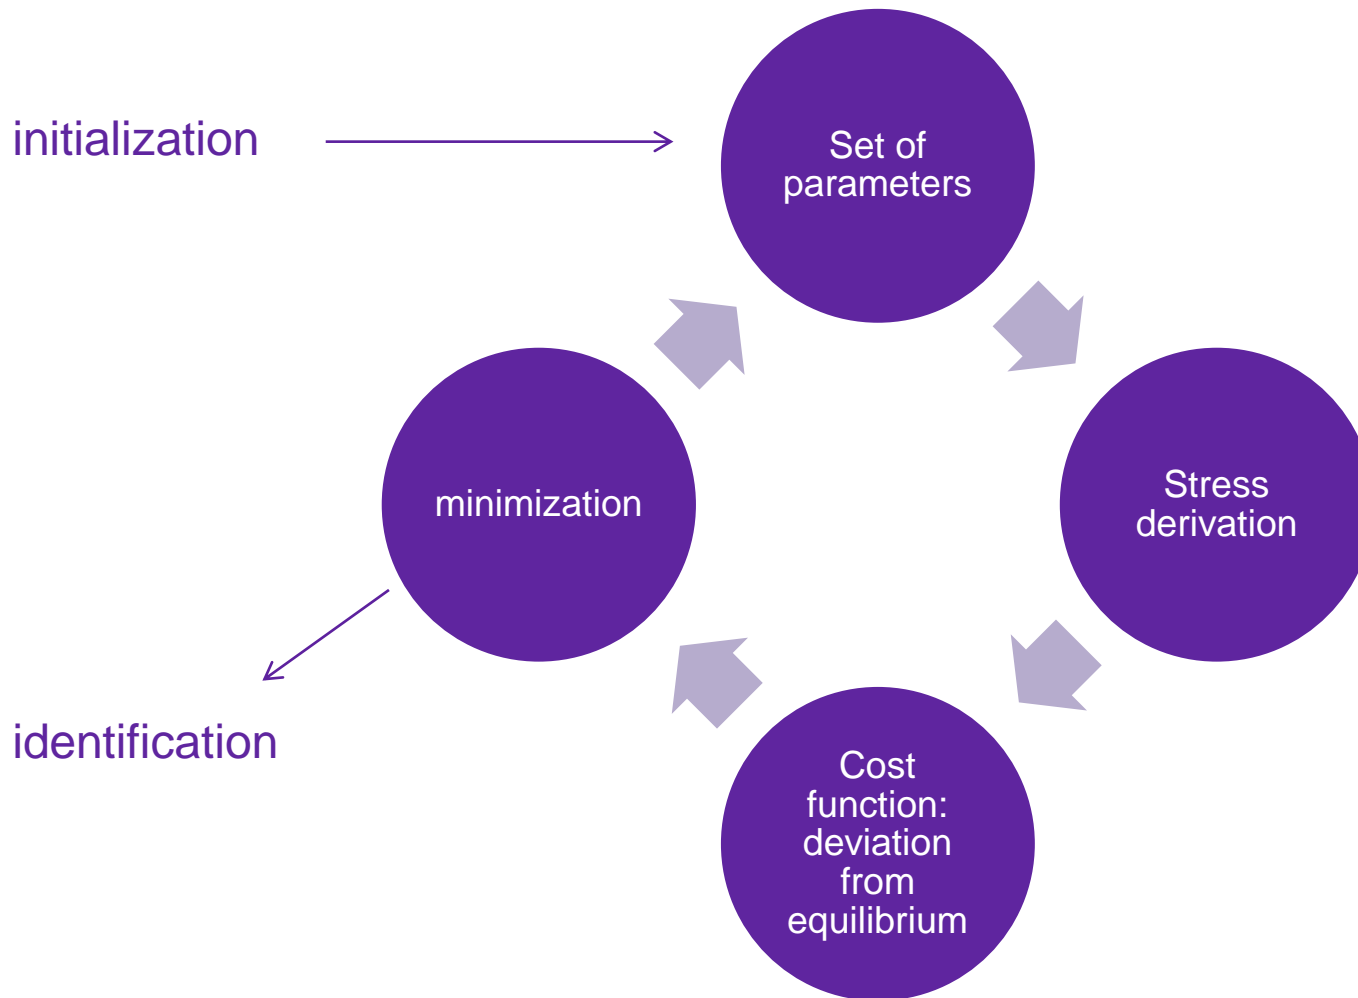 initialization
Set of
parameters
minimization
Stress
derivation
identification
Cost
function:
deviation
from
equilibrium